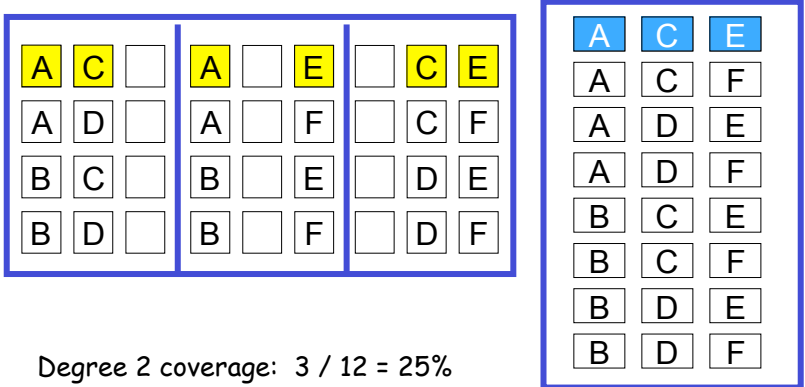 A C A E C E
A D A F C F
B C B E D E
B D B F D F
Degree 2 coverage: 3 / 12 = 25%
A C E
A C F
A D E
A D F
B C E
B C F
B D E
B D F